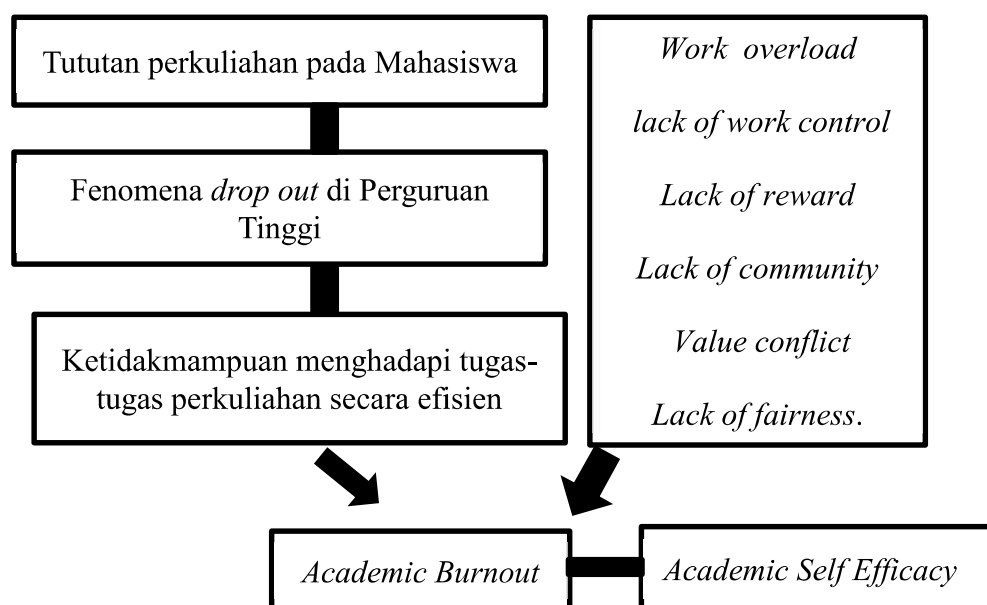 Tututan perkuliahan pada Mahasiswa
Fenomena drop out di Perguruan
Tinggi
Ketidakmampuan menghadapi tugas-
tugas perkuliahan secara efisien
Work overload
lack of work control
Lack of reward
Lack of community
Value conflict
Lack of fairness.
Academic Burnout
Academic Self Efficacy